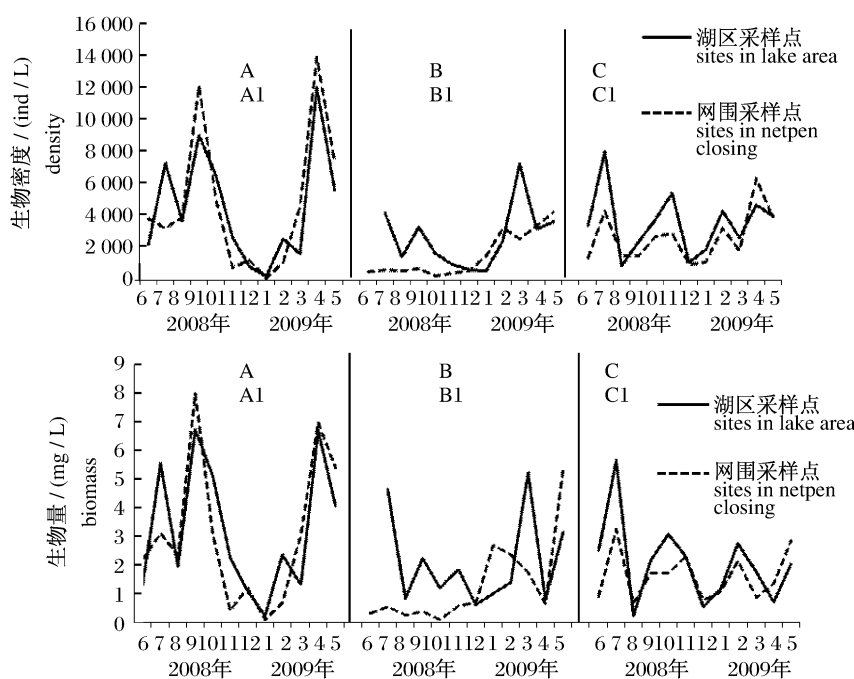 16 000
14 000
12 000
10 000
8 000
6 000
4 000
2 000
0
生物密度 / (ind / L)
density
A
A1
B
B1
C
C1
湖区采样点
sites in lake area
网围采样点
sites in netpen
closing
6 7 8 9 10 11 12 1 2 3 4 5
2008年 2009年
6 7 8 9 10 11 12 1 2 3 4 5
2008年 2009年
6 7 8 9 10 11 12 1 2 3 4 5
2008年 2009年
9
8
7
6
5
4
3
2
1
0
生物量 / (mg / L)
biomass
A
A1
B
B1
C
C1
湖区采样点
sites in lake area
网围采样点
sites in netpen
closing
6 7 8 9 10 11 12 1 2 3 4 5
2008年 2009年
6 7 8 9 10 11 12 1 2 3 4 5
2008年 2009年
6 7 8 9 10 11 12 1 2 3 4 5
2008年 2009年